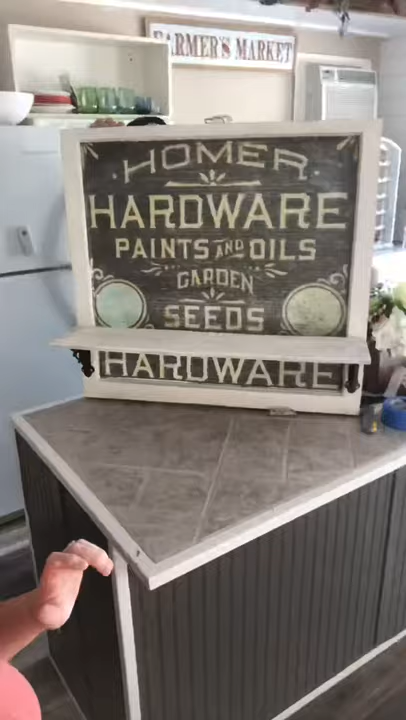 FARMER'S MARKET
HOMER
HARDWARE
PAINTS AND OILS
GARDEN
SEEDS
HARDWARE